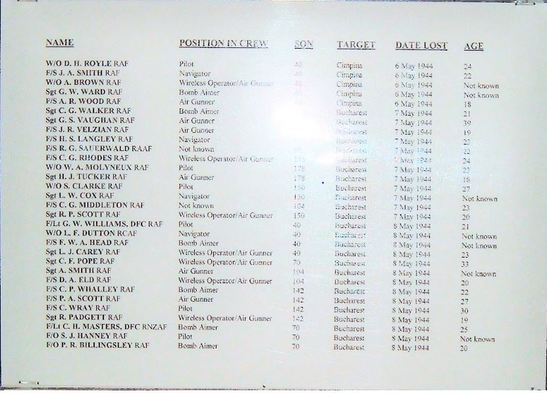 NAME POSITION IN CREW SQN TARGET DATE LOST AGE
W/O D. H. ROYLE RAF Pilot Cimpina 6 May 1944 24
F/S J. A. SMITH RAF Navigator Cimpina 6 May 1944 22
W/O A. BROWN RAF Wireless Operator/Air Gunner Cimpina 6 May 1944 Not known
Sgt G. W. WARD RAF Bomb Aimer Cimpina 6 May 1944 Not known
F/S A. R. WOOD RAF Air Gunner Cimpina 6 May 1944 18
Sgt C. G. WALKER RAF Bomb Aimer Bucharest 7 May 1944 21
Sgt G. S. VAUGHAN RAF Air Gunner Bucharest 7 May 1944 39
F/S J. R. VELZIAN RAF Air Gunner Bucharest 7 May 1944 19
F/S H. S. LANGLEY RAF Navigator Bucharest 7 May 1944
F/S R. G. SAUERWALD RAAF Not known Bucharest 7 May 1944 22
F/S C. G. RHODES RAF Wireless Operator/Air Gunner Bucharest 7 May 1944 24
W/O W. A. MOLYNEUX RAF Pilot 178 Bucharest 7 May 1944
Sgt H. J. TUCKER RAF Air Gunner 178 Bucharest 7 May 1944 18
W/O S. CLARKE RAF Pilot 150 Bucharest 7 May 1944 27
Sgt L. W. COX RAF Navigator 150 Bucharest 7 May 1944 Not known
F/S C. G. MIDDLETON RAF Not known 104 Bucharest 7 May 1944 23
Sgt R. P. SCOTT RAF Wireless Operator/Air Gunner 150 Bucharest 7 May 1944 20
F/Lt G. W. WILLIAMS, DFC RAF Pilot 40 Bucharest 8 May 1944 21
W/O L. F. DUTTON RCAF Navigator 40 Bucharest 8 May 1944 Not known
F/S F. W. A. HEAD RAF Bomb Aimer 40 Bucharest 8 May 1944 Not known
Sgt L. J. CAREY RAF Wireless Operator/Air Gunner 40 Bucharest 8 May 1944 23
Sgt C. F. POPE RAF Wireless Operator/Air Gunner 70 Bucharest 8 May 1944 33
Sgt A. SMITH RAF Air Gunner 104 Bucharest 8 May 1944 Not known
F/S D. A. ELD RAF Wireless Operator/Air Gunner 104 Bucharest 8 May 1944 20
F/S C. P. WHALLEY RAF Bomb Aimer 142 Bucharest 8 May 1944 22
F/S P. A. SCOTT RAF Air Gunner 142 Bucharest 8 May 1944 27
F/S C. WRAY RAF Pilot 142 Bucharest 8 May 1944 30
Sgt R. PADGETT RAF Wireless Operator/Air Gunner 142 Bucharest 8 May 1944 19
F/Lt C. H. MASTERS, DFC RNZAF Bomb Aimer 70 Bucharest 8 May 1944 25
F/O S. J. HANNEY RAF Pilot 70 Bucharest 8 May 1944 Not known
F/O P. R. BILLINGSLEY RAF Bomb Aimer 70 Bucharest 8 May 1944 20